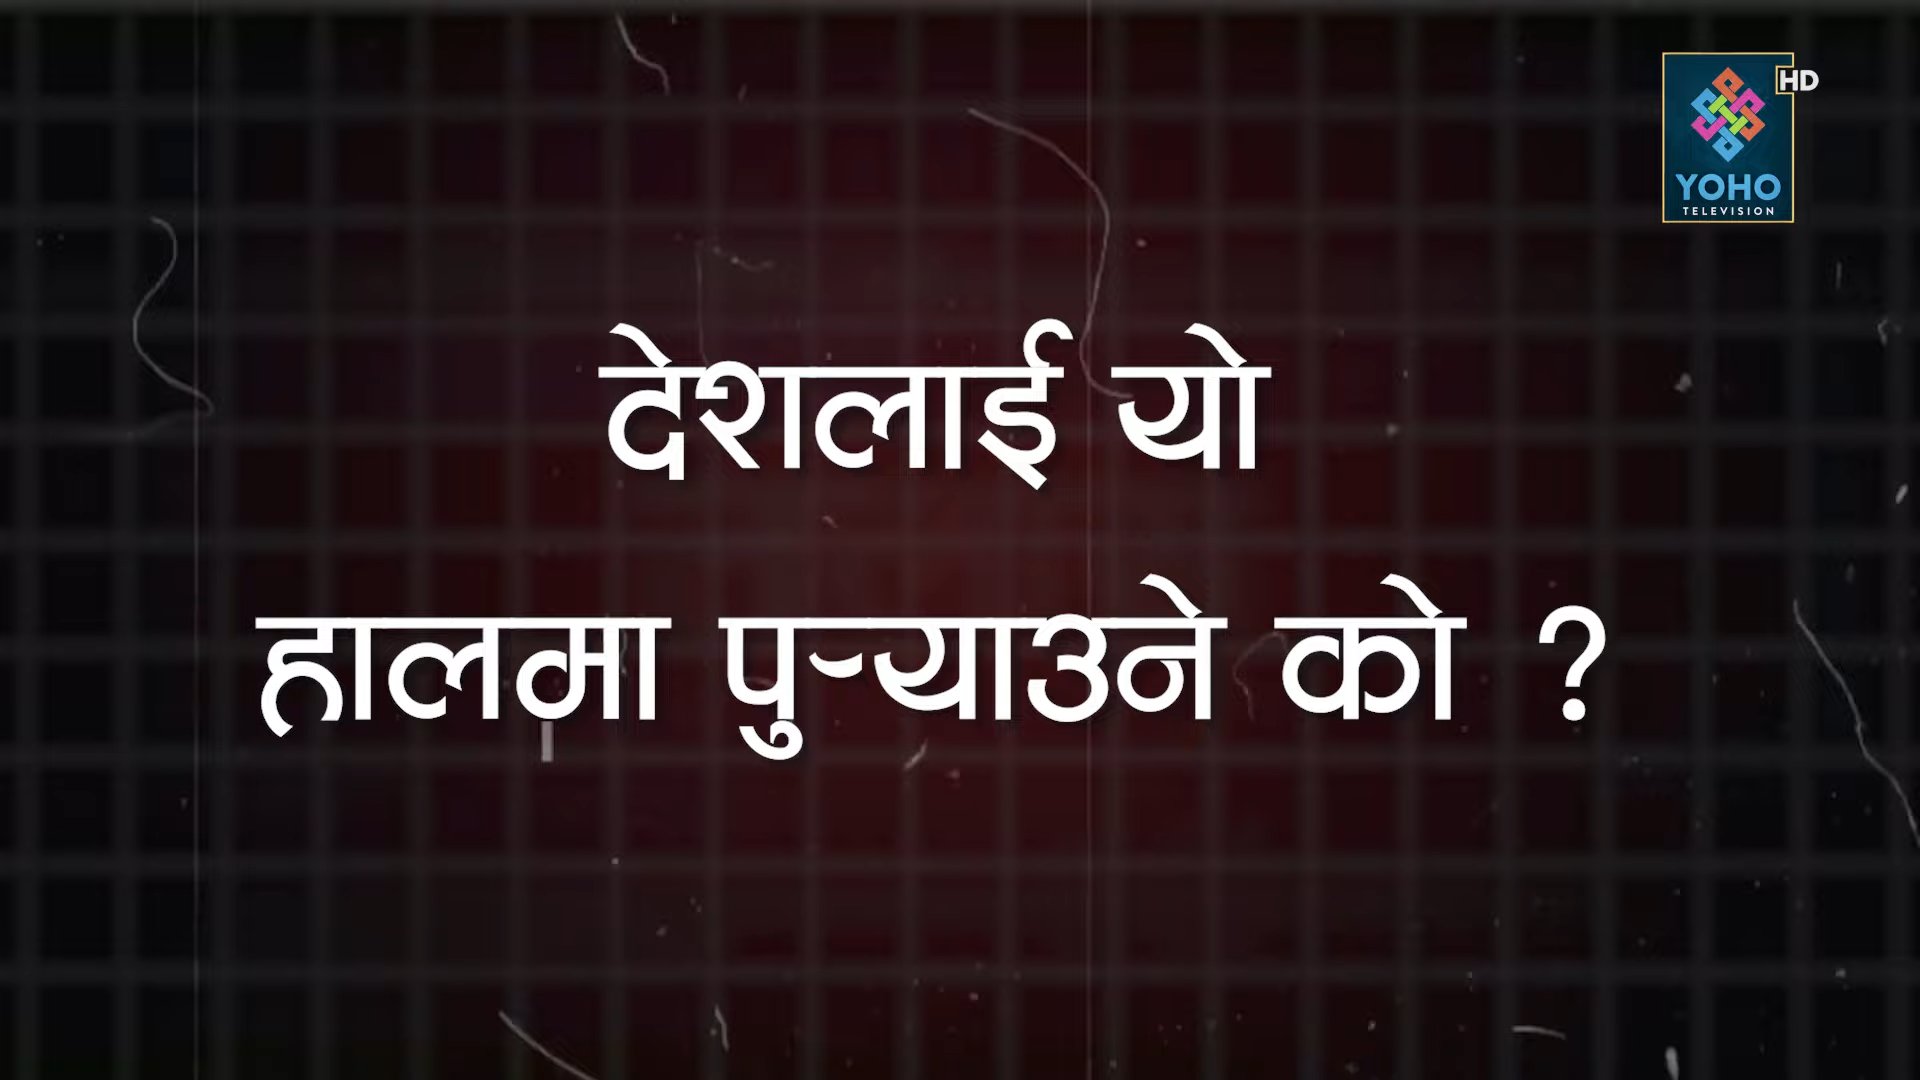 HD
YOHO
TELEVISION
देशलाई यो
हालमा पुऱ्याउने को ?